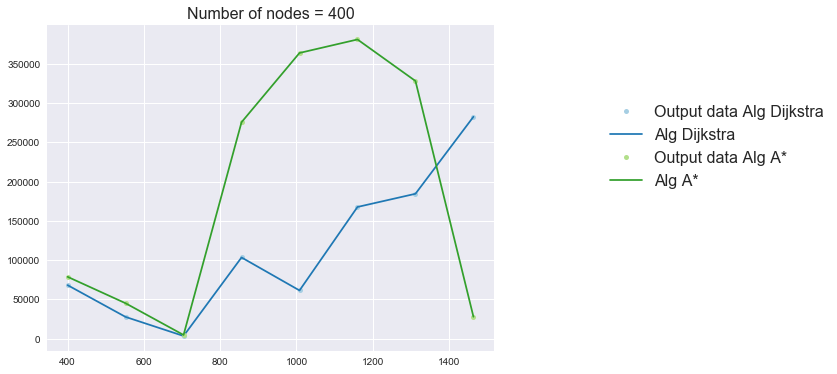 Number of nodes = 400
350000
300000
250000
200000
150000
100000
50000
0
400 600 800 1000 1200 1400
Output data Alg Dijkstra
Alg Dijkstra
Output data Alg A*
Alg A*